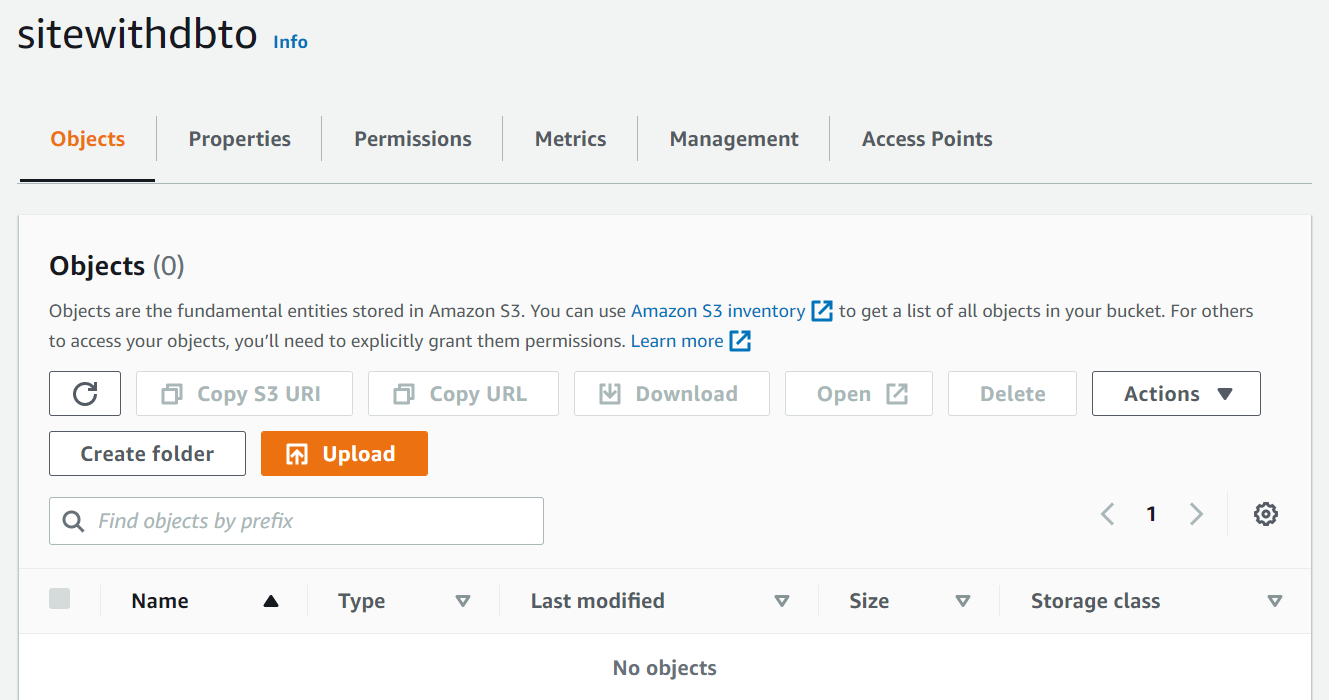 sitewithdbto Info
Objects Properties Permissions Metrics Management Access Points
Objects (0)
Objects are the fundamental entities stored in Amazon S3. You can use Amazon S3 inventory to get a list of all objects in your bucket. For others
to access your objects, you’ll need to explicitly grant them permissions. Learn more
Copy S3 URI Copy URL Download Open Delete Actions
Create folder Upload
Find objects by prefix 1
Name Type Last modified Size Storage class
No objects